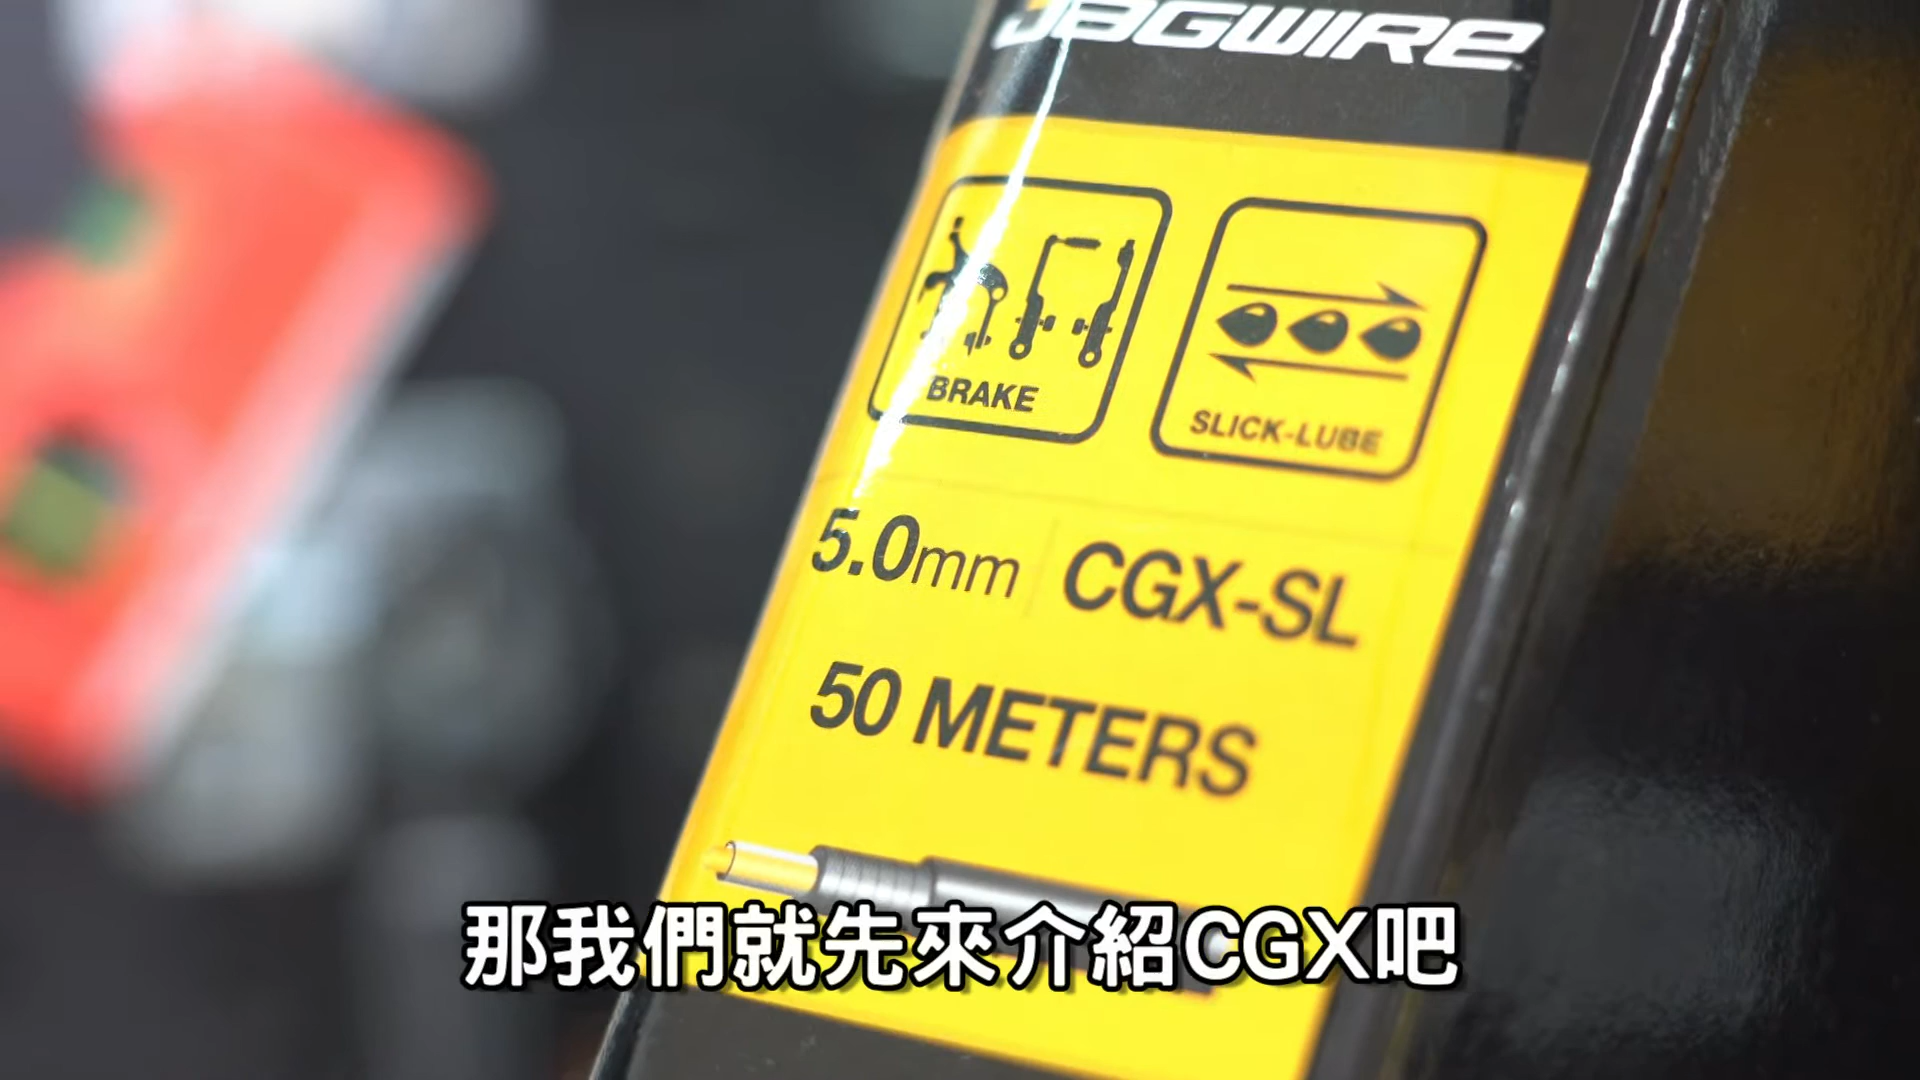 JAGWIRE
BRAKE
SLICK-LUBE
5.0mm CGX-SL
50 METERS
那我們就先來介紹CGX吧